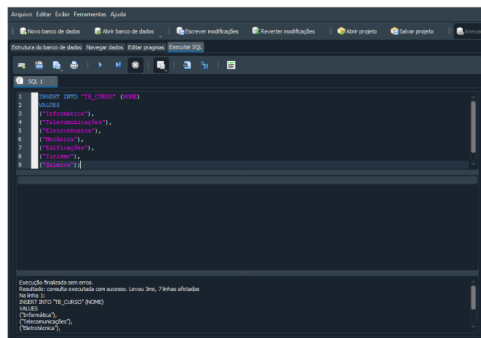 Arquivo Editar Exibir Ferramentas Ajuda
Novo banco de dados Abrir banco de dados Escrever modificações Reverter modificações Abrir projeto Salvar projeto
Estrutura do banco de dados Navegar dados Editar pragmas Executar SQL
SQL 1
1 INSERT INTO "TB_CURSO" (NOME)
2 VALUES
3 ("Informática"),
4 ("Telecomunicações"),
5 ("Eletrotécnica"),
6 ("Mecânica"),
7 ("Edificações"),
8 ("Turismo"),
9 ("Química");
Execução finalizada sem erros.
Resultado: consulta executada com sucesso. Levou 3ms, 7 linhas afetadas
Na linha 1:
INSERT INTO "TB_CURSO" (NOME)
VALUES
("Informática"),
("Telecomunicações"),
("Eletrotécnica"),